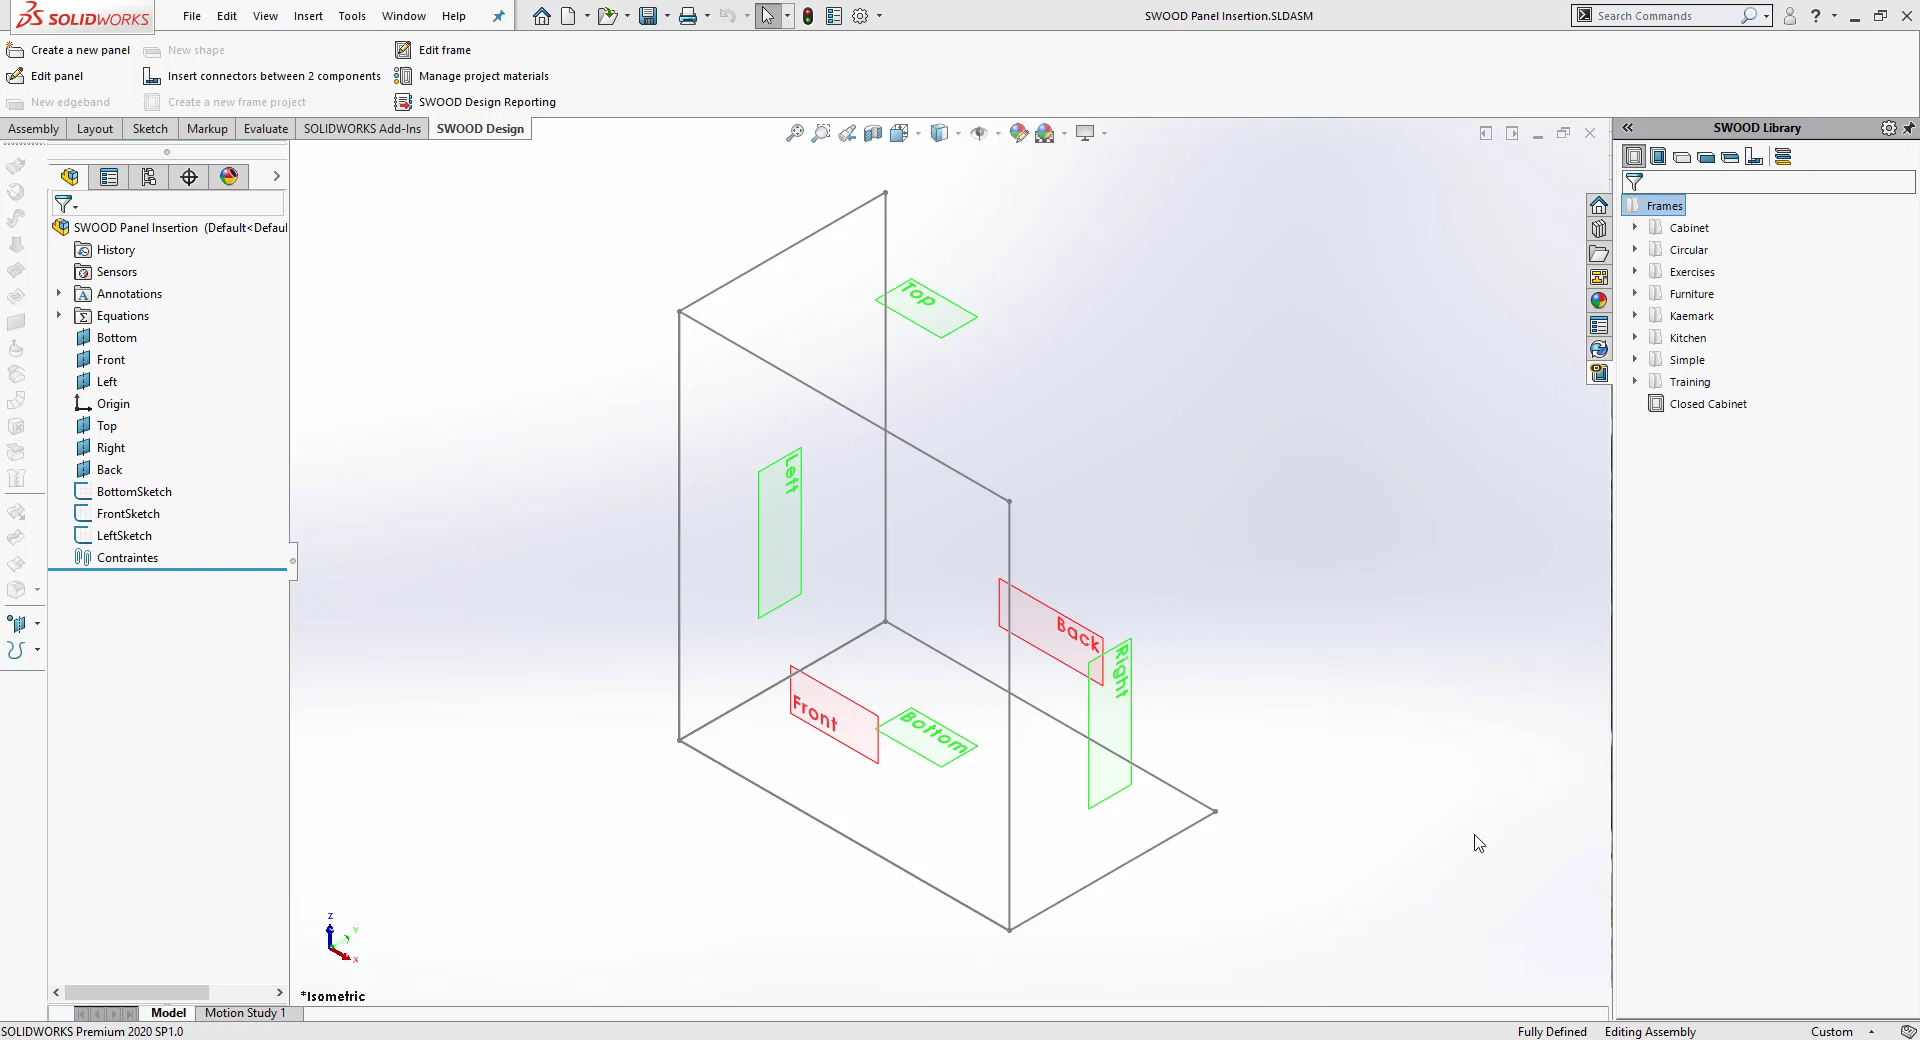 SOLIDWORKS
File Edit View Insert Tools Window Help
SWOOD Panel Insertion.SLDASM
Search Commands
Create a new panel New shape Edit frame
Edit panel Insert connectors between 2 components Manage project materials
New edgeband Create a new frame project SWOOD Design Reporting
Assembly Layout Sketch Markup Evaluate SOLIDWORKS Add-Ins SWOOD Design
SWOOD Panel Insertion (Default<Defaul
History
Sensors
Annotations
Equations
Bottom
Front
Left
Origin
Top
Right
Back
BottomSketch
FrontSketch
LeftSketch
Contraintes
Top
Left
Back
Right
Front
Bottom
Z
Y
X
*Isometric
SWOOD Library
Frames
Cabinet
Circular
Exercises
Furniture
Kaemark
Kitchen
Simple
Training
Closed Cabinet
Model Motion Study 1
SOLIDWORKS Premium 2020 SP1.0
Fully Defined Editing Assembly Custom